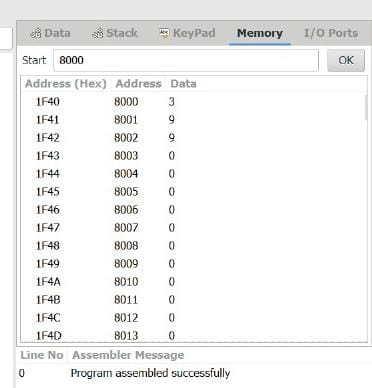 Data Stack KeyPad Memory I/O Ports
Start 8000 OK
Address (Hex) Address Data
1F40 8000 3
1F41 8001 9
1F42 8002 9
1F43 8003 0
1F44 8004 0
1F45 8005 0
1F46 8006 0
1F47 8007 0
1F48 8008 0
1F49 8009 0
1F4A 8010 0
1F4B 8011 0
1F4C 8012 0
1F4D 8013 0
Line No Assembler Message
0 Program assembled successfully